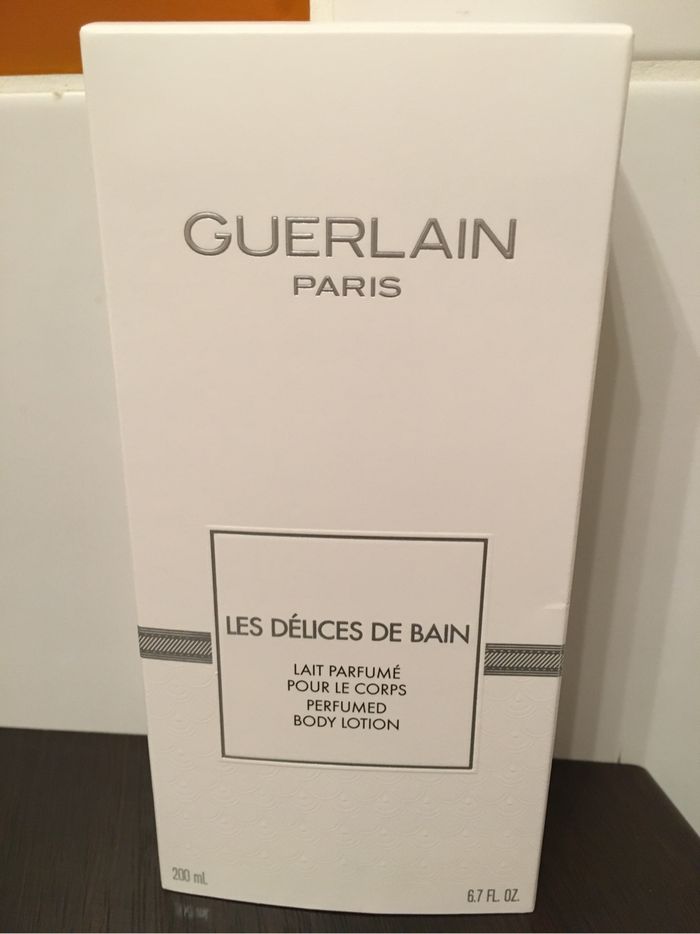 GUERLAIN
PARIS
LES DÉLICES DE BAIN
LAIT PARFUMÉ
POUR LE CORPS
PERFUMED
BODY LOTION
200 mL
6.7 FL. OZ.